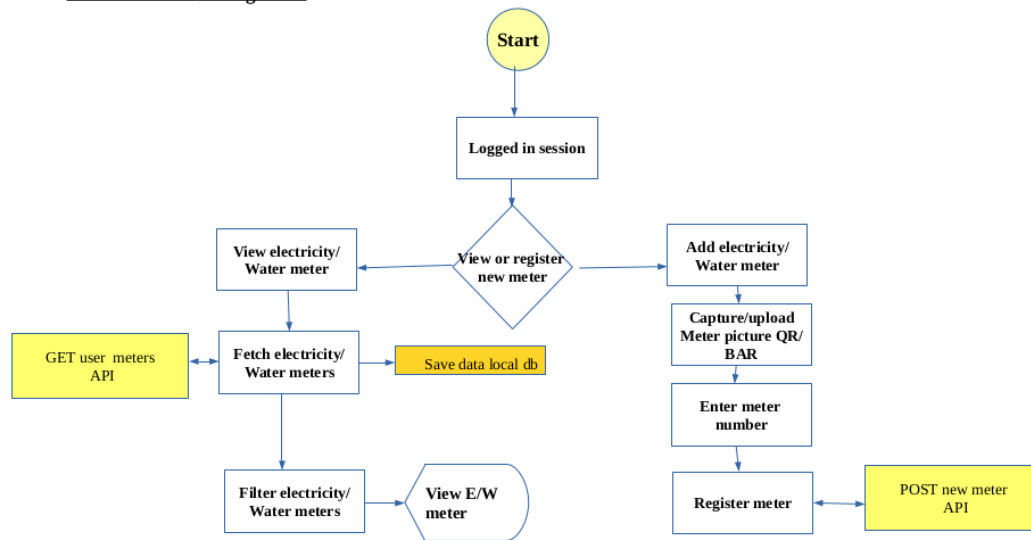 Start
Logged in session
View or register
new meter
View electricity/
Water meter
Add electricity/
Water meter
Capture/upload
Meter picture QR/
BAR
GET user meters
API
Fetch electricity/
Water meters
Save data local db
Enter meter
number
Filter electricity/
Water meters
View E/W
meter
Register meter
POST new meter
API